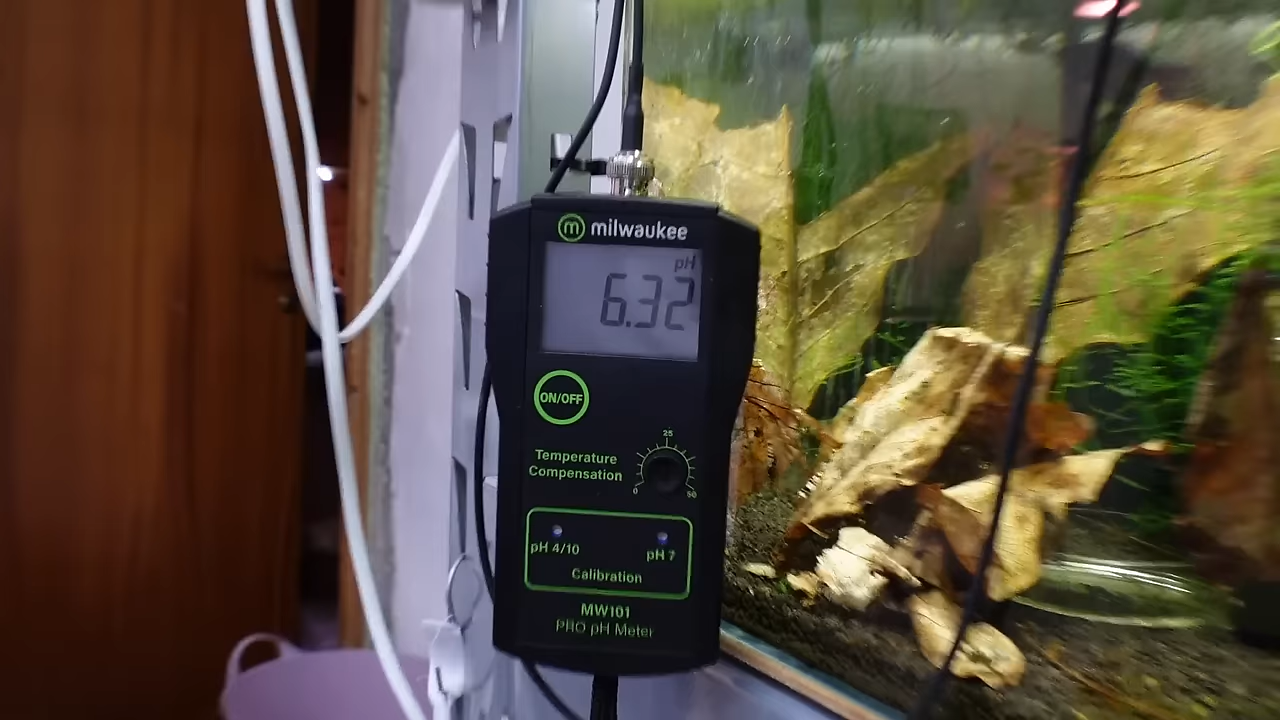 m milwaukee
pH
6.32
ON/OFF
25
Temperature
Compensation
0 50
pH 4/10 pH 7
Calibration
MW101
PRO pH Meter